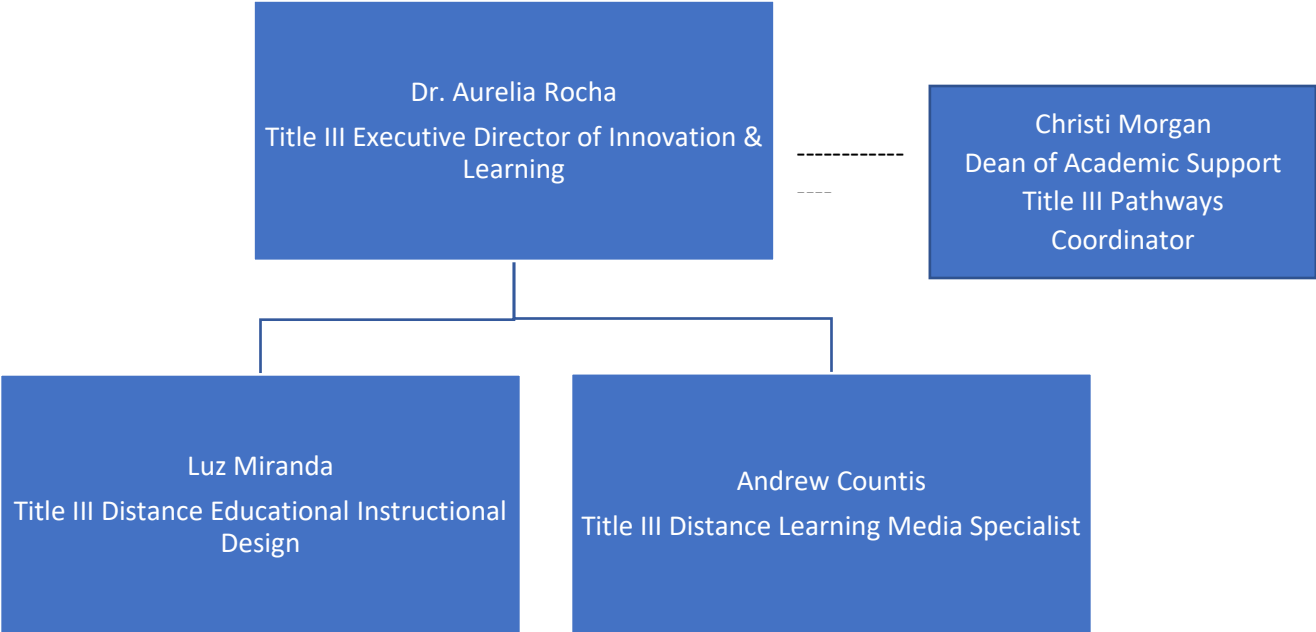 Dr. Aurelia Rocha
Title III Executive Director of Innovation &
Learning
Christi Morgan
Dean of Academic Support
Title III Pathways
Coordinator
Luz Miranda
Title III Distance Educational Instructional
Design
Andrew Countis
Title III Distance Learning Media Specialist